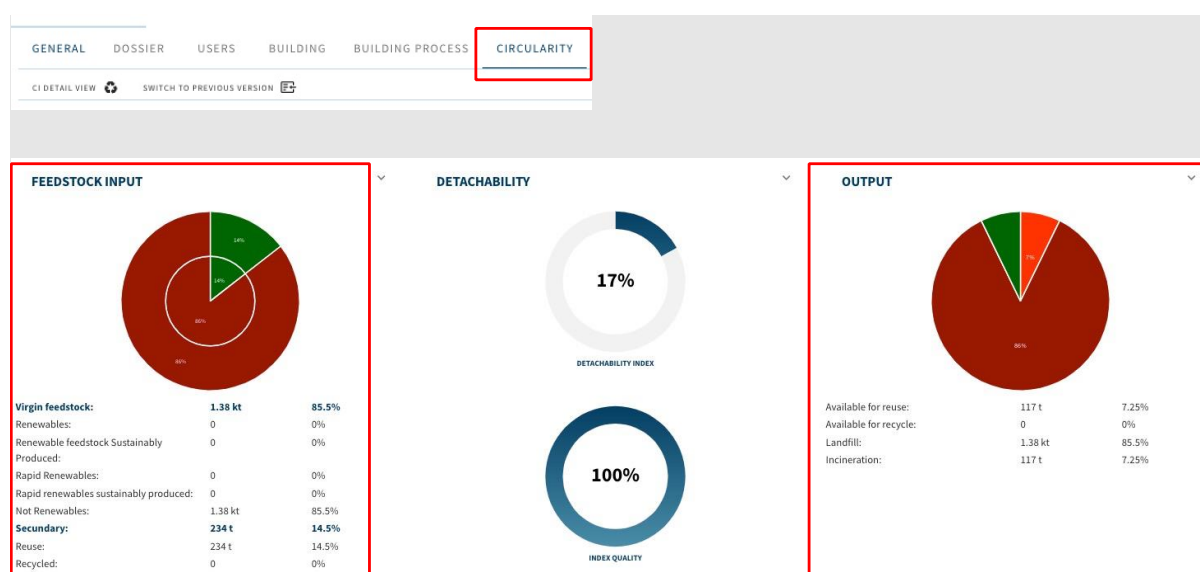 GENERAL DOSSIER USERS BUILDING BUILDING PROCESS CIRCULARITY
CI DETAIL VIEW SWITCH TO PREVIOUS VERSION
FEEDSTOCK INPUT
14%
14%
86%
86%
Virgin feedstock: 1.38 kt 85.5%
Renewables: 0 0%
Renewable feedstock Sustainably 0 0%
Produced:
Rapid Renewables: 0 0%
Rapid renewables sustainably produced: 0 0%
Not Renewables: 1.38 kt 85.5%
Secundary: 234 t 14.5%
Reuse: 234 t 14.5%
Recycled: 0 0%
DETACHABILITY
17%
DETACHABILITY INDEX
100%
INDEX QUALITY
OUTPUT
7%
86%
Available for reuse: 117 t 7.25%
Available for recycle: 0 0%
Landfill: 1.38 kt 85.5%
Incineration: 117 t 7.25%